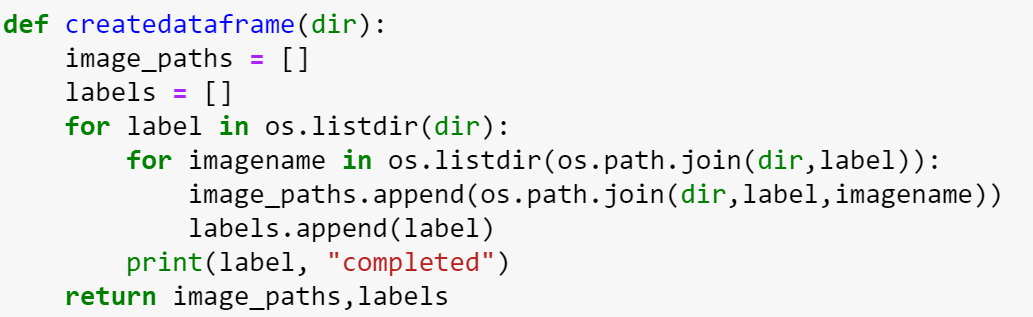 def createdataframe(dir):
    image_paths = []
    labels = []
    for label in os.listdir(dir):
        for imagename in os.listdir(os.path.join(dir,label)):
            image_paths.append(os.path.join(dir,label,imagename))
            labels.append(label)
        print(label, "completed")
    return image_paths,labels